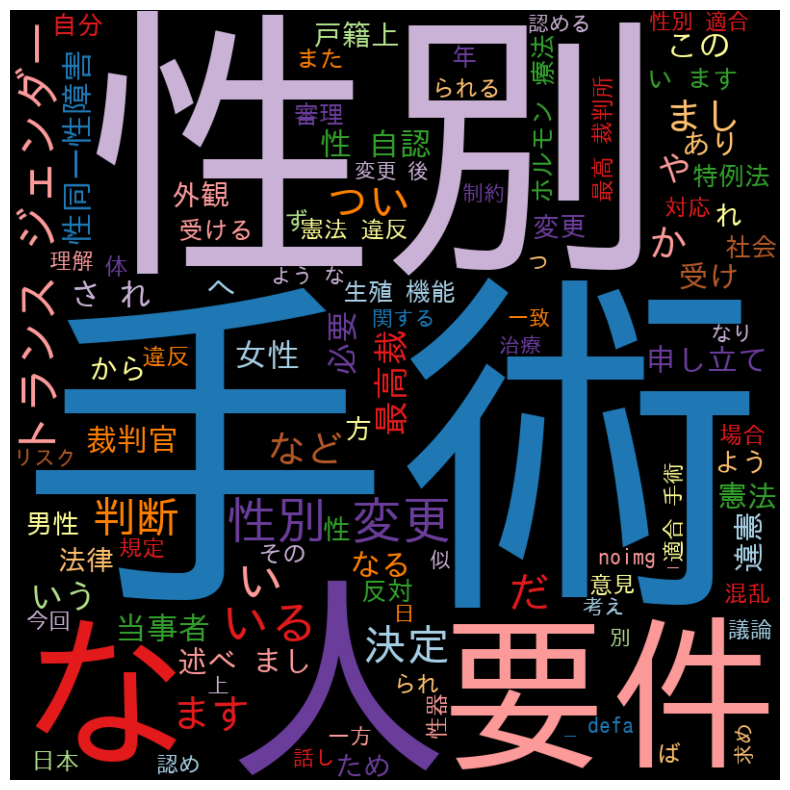 自分
戸籍上
認める
性別 適合
また
年
この
性別
トランス ジェンダー
性同一性障害
られる
ホルモン 療法
い ます
審理
まし
最高 裁判所
性 自認
変更 後
あり
や
特例法
外観
つい
制約
れ
対応
受ける
ず
憲法 違反
変更
か
社会
理解
体
よう な
っ
受け
さ れ
へ
生殖 機能
関する
一致
なり
必要
最高裁
女性
治療
申し立て
から
違反
手術
裁判官
など
方
場合
リスク
よう
適合 手術
憲法
男性
判断
性別 変更
性
違憲
法律
規定
その
なる
似
noimg
いう
い
反対
だ
意見
混乱
今回
当事者
いる
日
考え
人
決定
要件
別
議論
な
述べ まし
上
られ
ます
性器
_ defa
一方
日本
認め
話し
ため
ば
求め